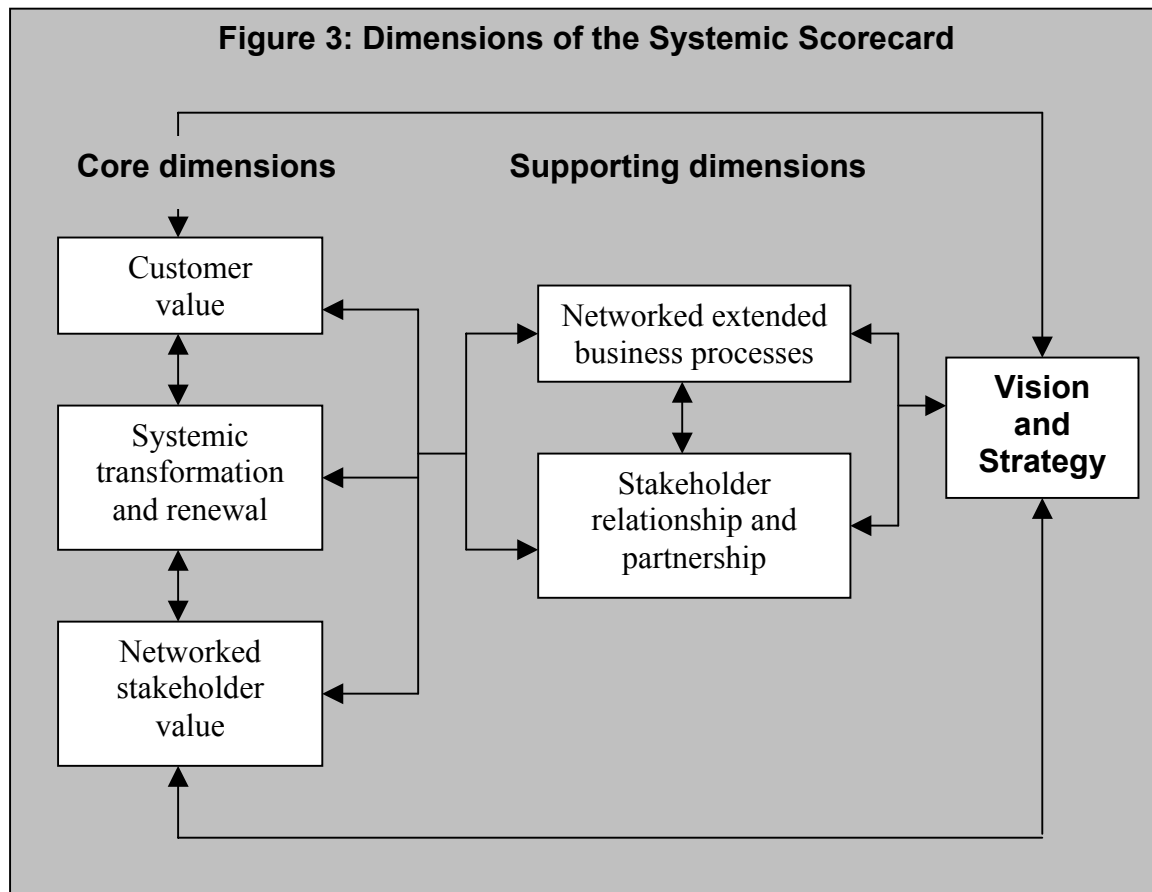 Figure 3: Dimensions of the Systemic Scorecard
Core dimensions
Supporting dimensions
Customer
value
Systemic
transformation
and renewal
Networked
stakeholder
value
Networked extended
business processes
Stakeholder
relationship and
partnership
Vision
and
Strategy